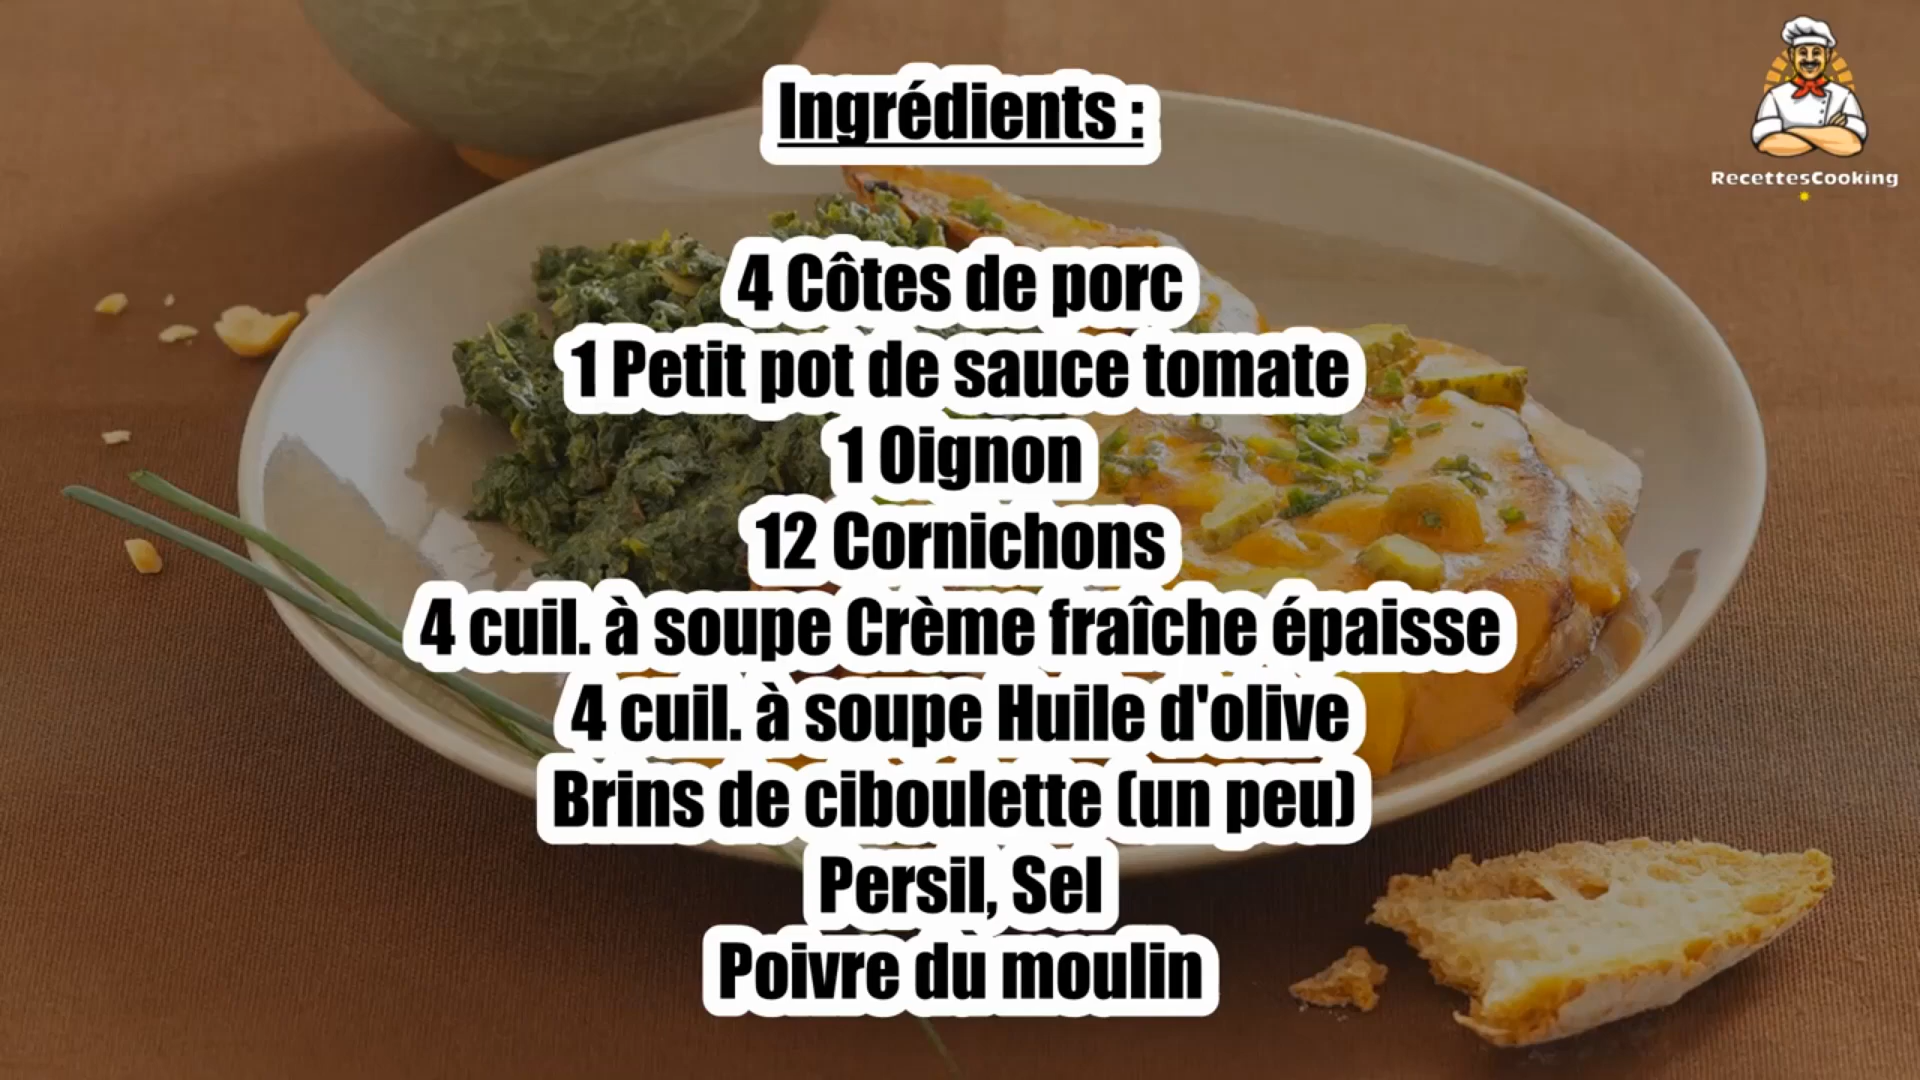 Ingrédients :
RecettesCooking
4 Côtes de porc
1 Petit pot de sauce tomate
1 Oignon
12 Cornichons
4 cuil. à soupe Crème fraîche épaisse
4 cuil. à soupe Huile d'olive
Brins de ciboulette (un peu)
Persil, Sel
Poivre du moulin